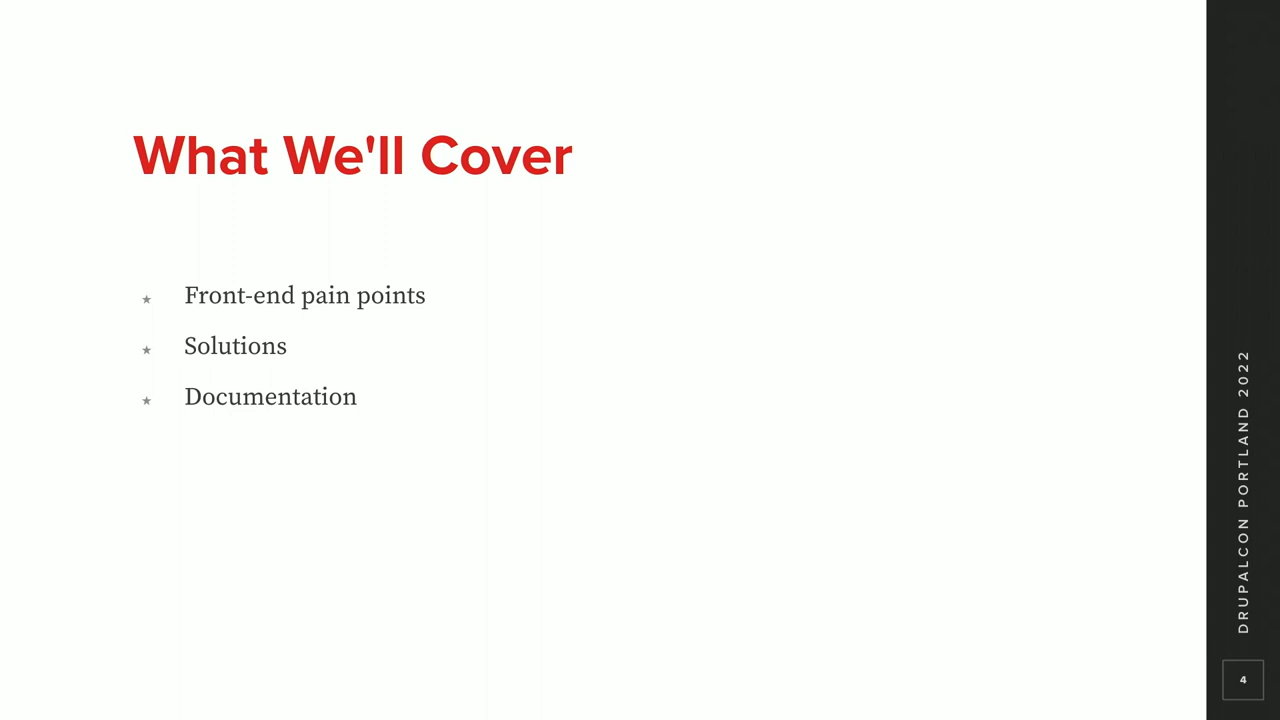 What We'll Cover
Front-end pain points
Solutions
Documentation
DRUPALCON PORTLAND 2022
4